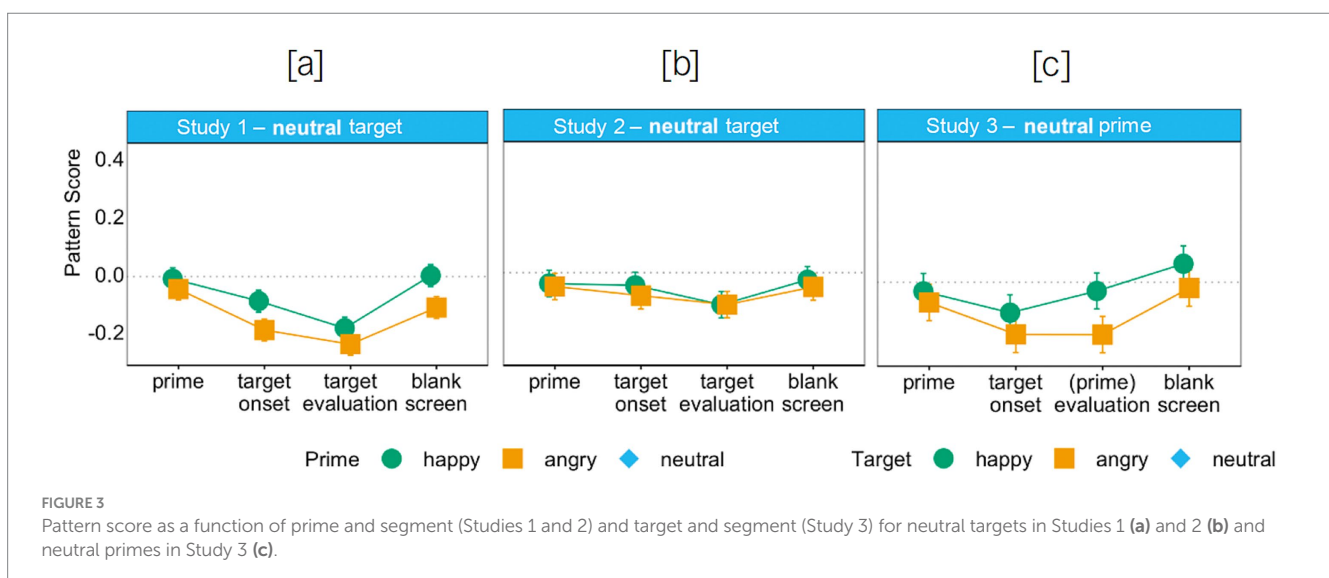 [a] [b] [c]
Study 1 – neutral target Study 2 – neutral target Study 3 – neutral prime
Pattern Score
0.4
0.2
0.0
-0.2
prime target onset target evaluation blank screen
prime target onset target evaluation blank screen
prime target onset (prime) evaluation blank screen
Prime happy angry neutral Target happy angry neutral
FIGURE 3
Pattern score as a function of prime and segment (Studies 1 and 2) and target and segment (Study 3) for neutral targets in Studies 1 (a) and 2 (b) and
neutral primes in Study 3 (c).